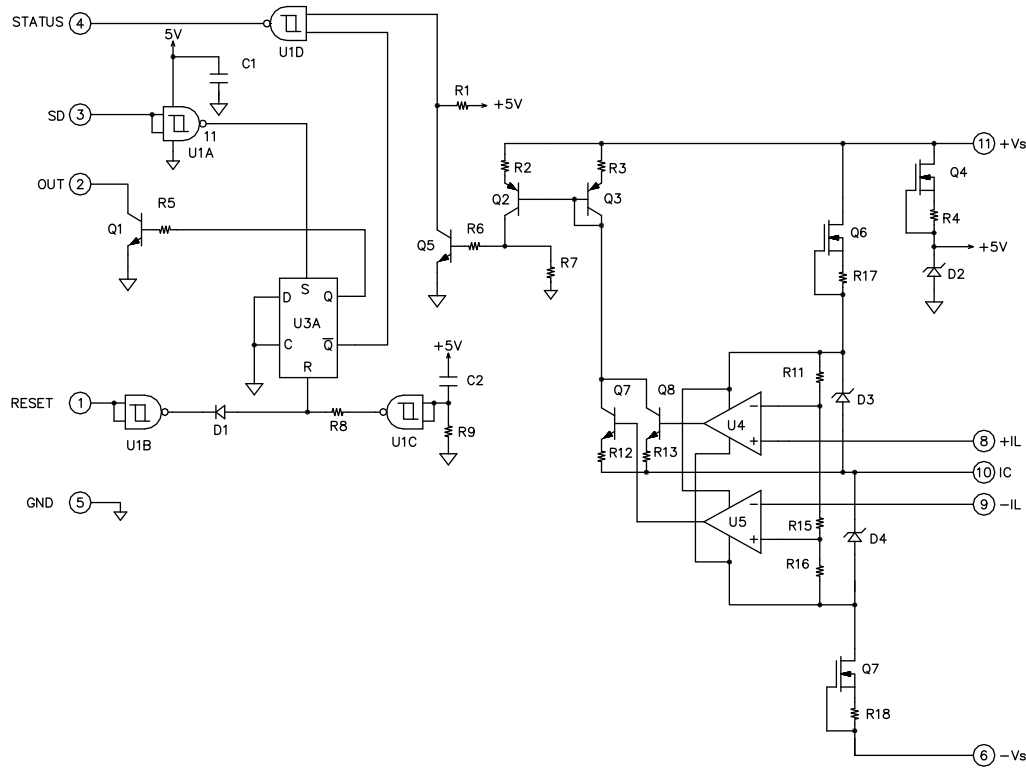 STATUS 4
U1D
5V
C1
R1
+5V
SD 3
11
U1A
R2
R3
11 +Vs
Q4
OUT 2
R5
Q1
Q2
Q3
R4
R6
Q5
Q6
+5V
R7
R17
D2
D
S
Q
U3A
C
Q
R
+5V
C2
R11
Q7
Q8
D3
RESET 1
U1B
D1
R8
U1C
R9
U4
−
+
8 +IL
R12
R13
10 IC
GND 5
−
9 −IL
U5
R15
+
D4
R16
Q7
R18
6 −Vs